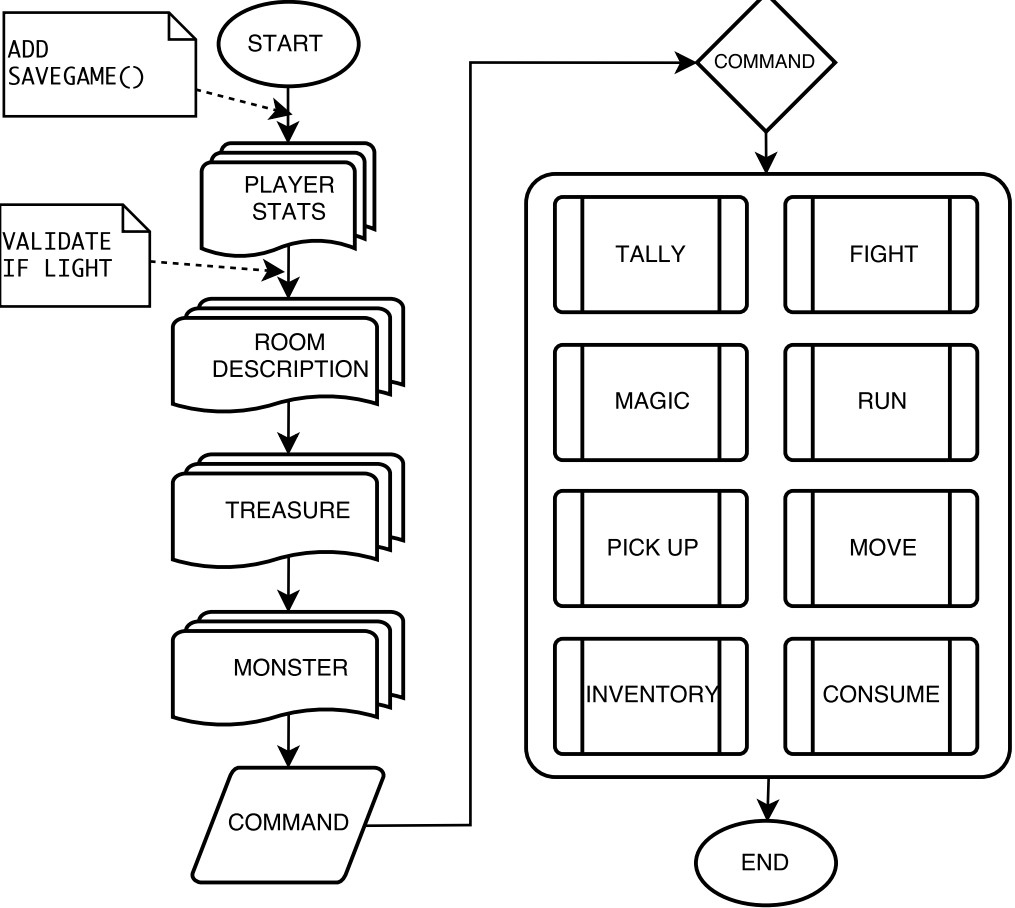 ADD
SAVEGAME()
START
PLAYER
STATS
VALIDATE
IF LIGHT
ROOM
DESCRIPTION
TREASURE
MONSTER
COMMAND
COMMAND
TALLY
FIGHT
MAGIC
RUN
PICK UP
MOVE
INVENTORY
CONSUME
END